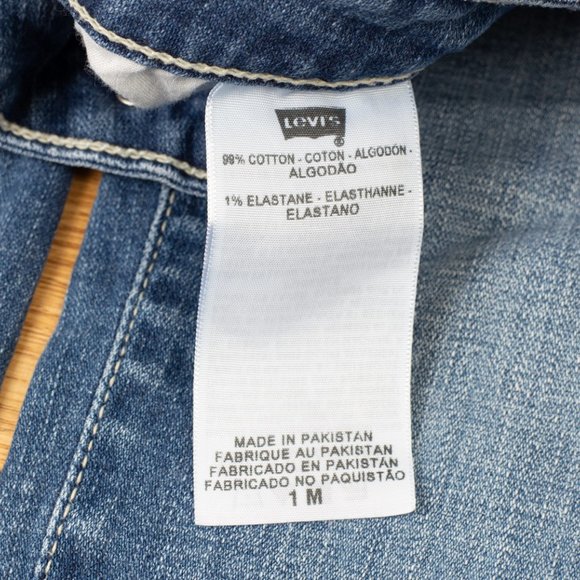 Levi's
®
99% COTTON - COTON - ALGODÓN -
ALGODÃO
1% ELASTANE - ELASTHANNE -
ELASTANO
MADE IN PAKISTAN
FABRIQUE AU PAKISTAN
FABRICADO EN PAKISTÁN
FABRICADO NO PAQUISTÃO
1 M